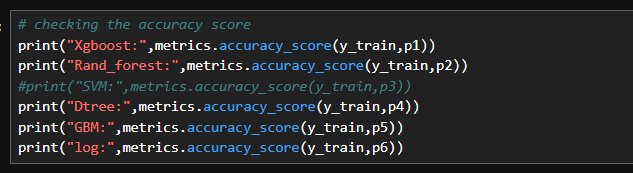 # checking the accuracy score
print("Xgboost:",metrics.accuracy_score(y_train,p1))
print("Rand_forest:",metrics.accuracy_score(y_train,p2))
#print("SVM:",metrics.accuracy_score(y_train,p3))
print("Dtree:",metrics.accuracy_score(y_train,p4))
print("GBM:",metrics.accuracy_score(y_train,p5))
print("log:",metrics.accuracy_score(y_train,p6))